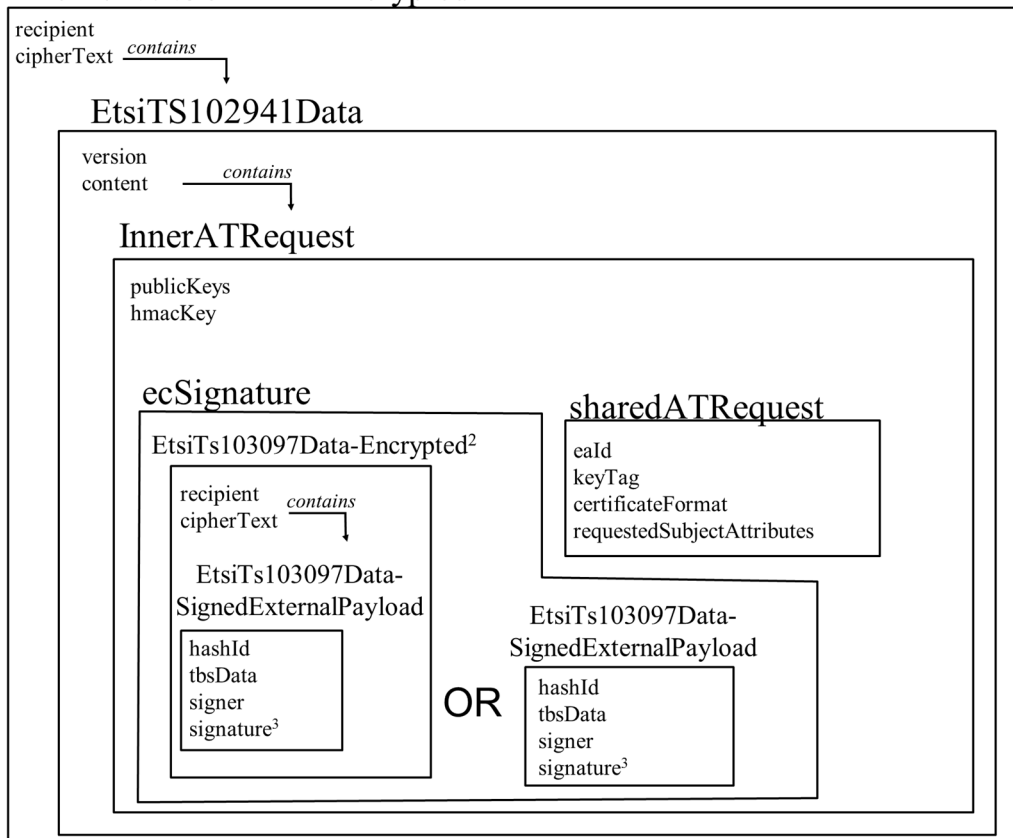 recipient
cipherText contains
EtsiTS102941Data
version
content contains
InnerATRequest
publicKeys
hmacKey
ecSignature
EtsiTs103097Data-Encrypted²
recipient
cipherText contains
EtsiTs103097Data-
SignedExternalPayload
hashId
tbsData
signer
signature³
OR
EtsiTs103097Data-
SignedExternalPayload
hashId
tbsData
signer
signature³
sharedATRequest
eaId
keyTag
certificateFormat
requestedSubjectAttributes